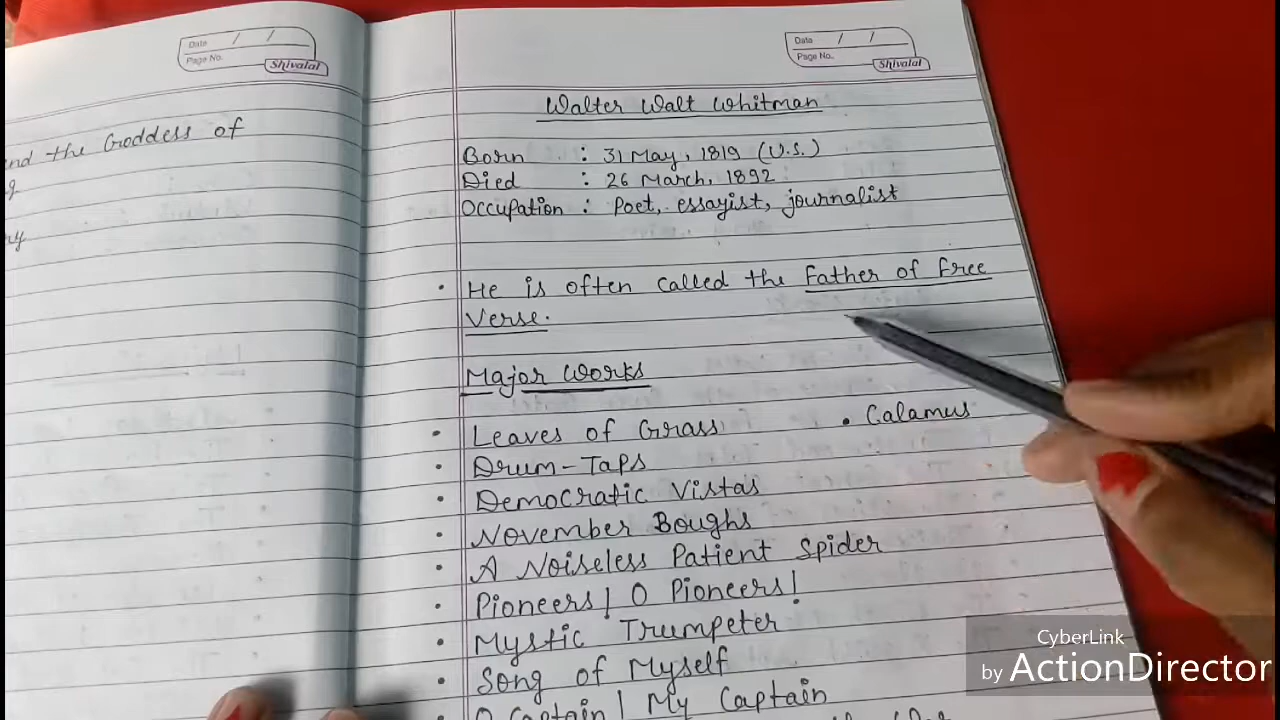 Date / /
Page No.
Shivalal
and the Goddess of
Date / /
Page No.
Shivalal
Walter Walt Whitman
Born : 31 May, 1819 (U.S.)
Died : 26 March, 1892
Occupation : Poet, essayist, journalist
• He is often called the Father of Free
Verse.
Major Works
• Leaves of Grass
• Calamus
• Drum-Taps
• Democratic Vistas
• November Boughs
• A Noiseless Patient Spider
• Pioneers! O Pioneers!
• Mystic Trumpeter
• Song of Myself
• O Captain! My Captain
CyberLink
by ActionDirector